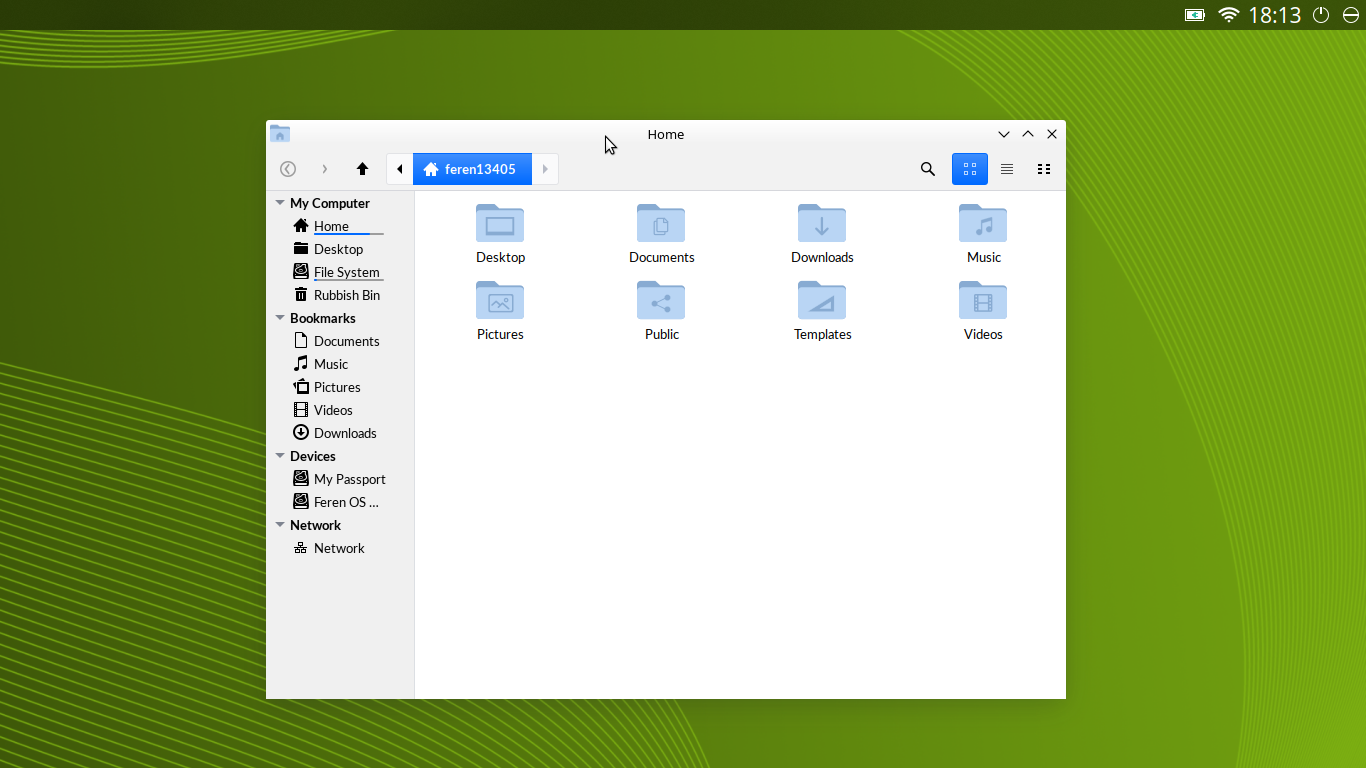 18:13
Home
feren13405
My Computer
Home
Desktop
File System
Rubbish Bin
Bookmarks
Documents
Music
Pictures
Videos
Downloads
Devices
My Passport
Feren OS ...
Network
Network
Desktop
Documents
Downloads
Music
Pictures
Public
Templates
Videos